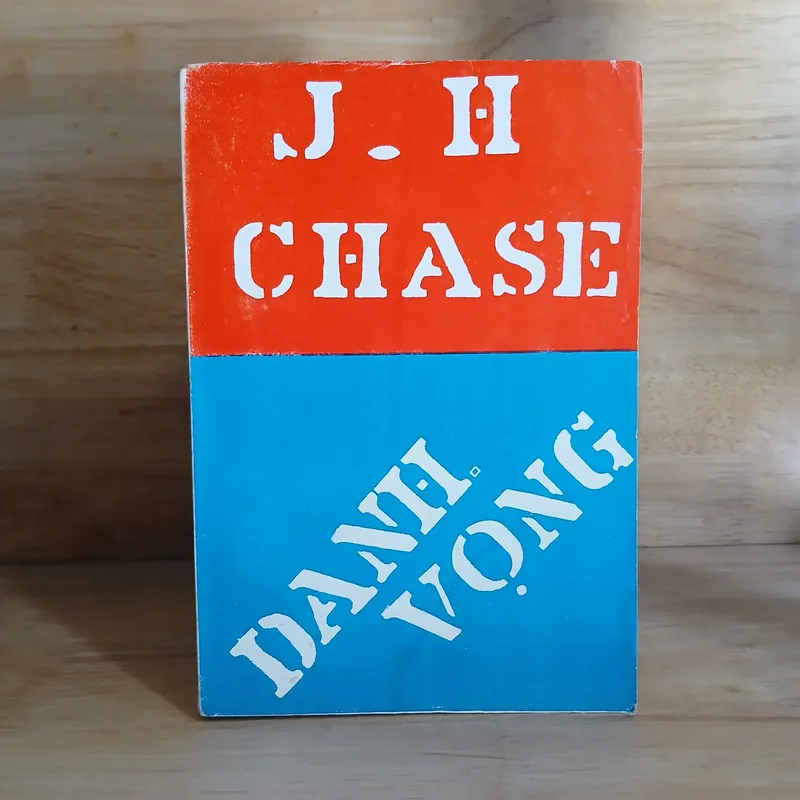 J. H
CHASE
DANH.
VỌNG